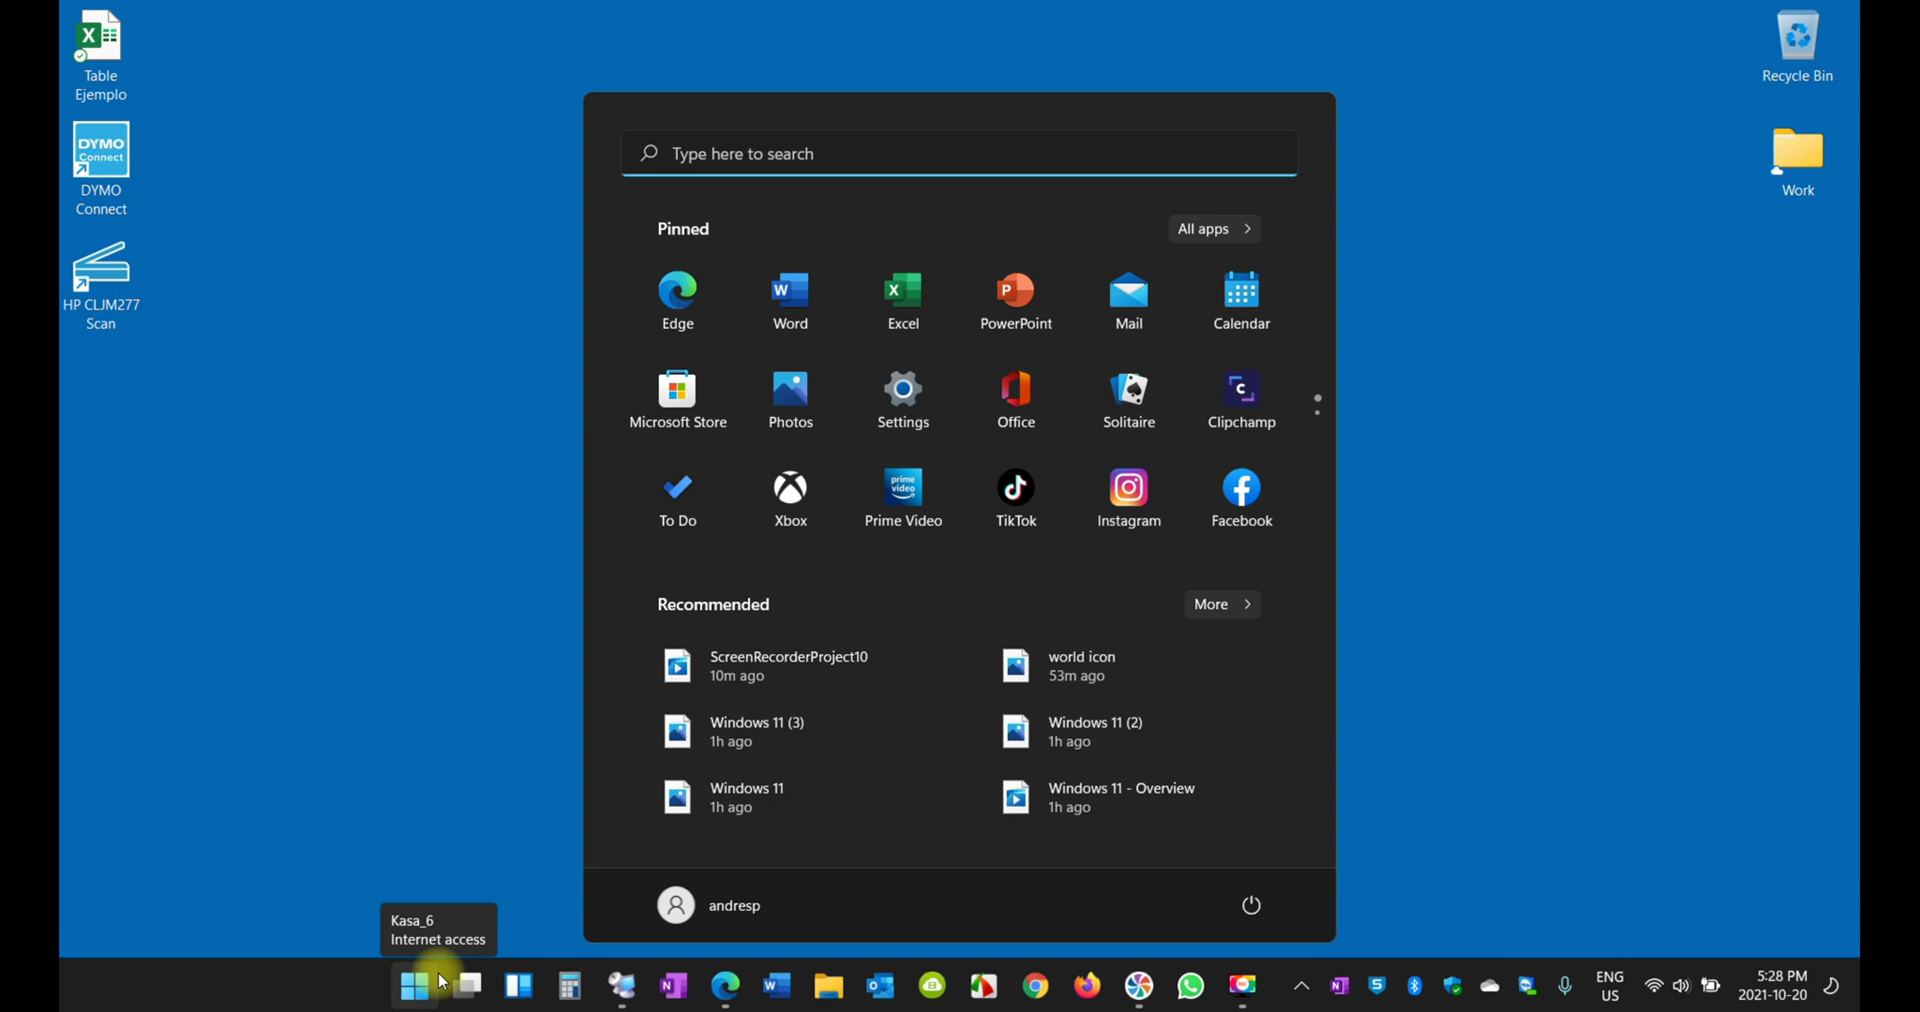 Table
Ejemplo
DYMO
Connect
DYMO
Connect
HP CLJM277
Scan
Recycle Bin
Work
Type here to search
Pinned
All apps
Edge
Word
Excel
PowerPoint
Mail
Calendar
Microsoft Store
Photos
Settings
Office
Solitaire
Clipchamp
To Do
Xbox
prime
video
Prime Video
TikTok
Instagram
Facebook
Recommended
More
ScreenRecorderProject10
10m ago
world icon
53m ago
Windows 11 (3)
1h ago
Windows 11 (2)
1h ago
Windows 11
1h ago
Windows 11 - Overview
1h ago
andresp
Kasa_6
Internet access
ENG
US
5:28 PM
2021-10-20